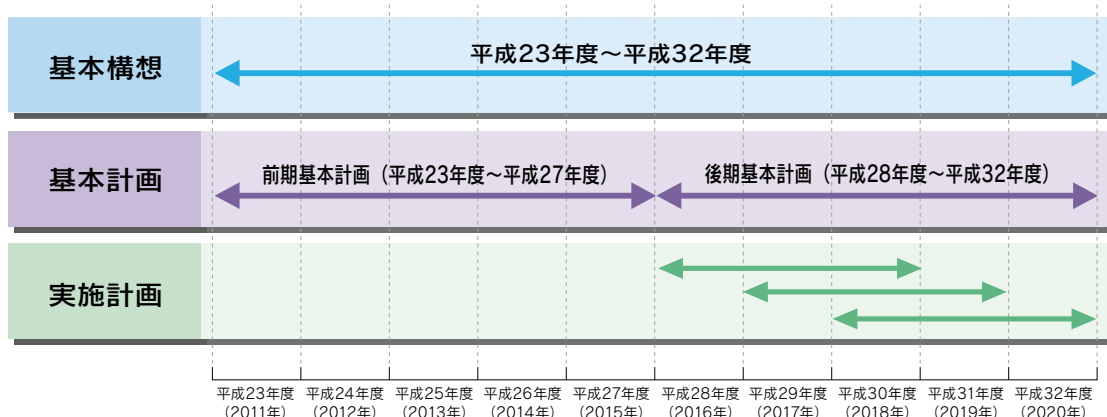 基本構想
平成23年度～平成32年度
基本計画
前期基本計画（平成23年度～平成27年度）
後期基本計画（平成28年度～平成32年度）
実施計画
平成23年度 平成24年度 平成25年度 平成26年度 平成27年度 平成28年度 平成29年度 平成30年度 平成31年度 平成32年度
（2011年） （2012年） （2013年） （2014年） （2015年） （2016年） （2017年） （2018年） （2019年） （2020年）